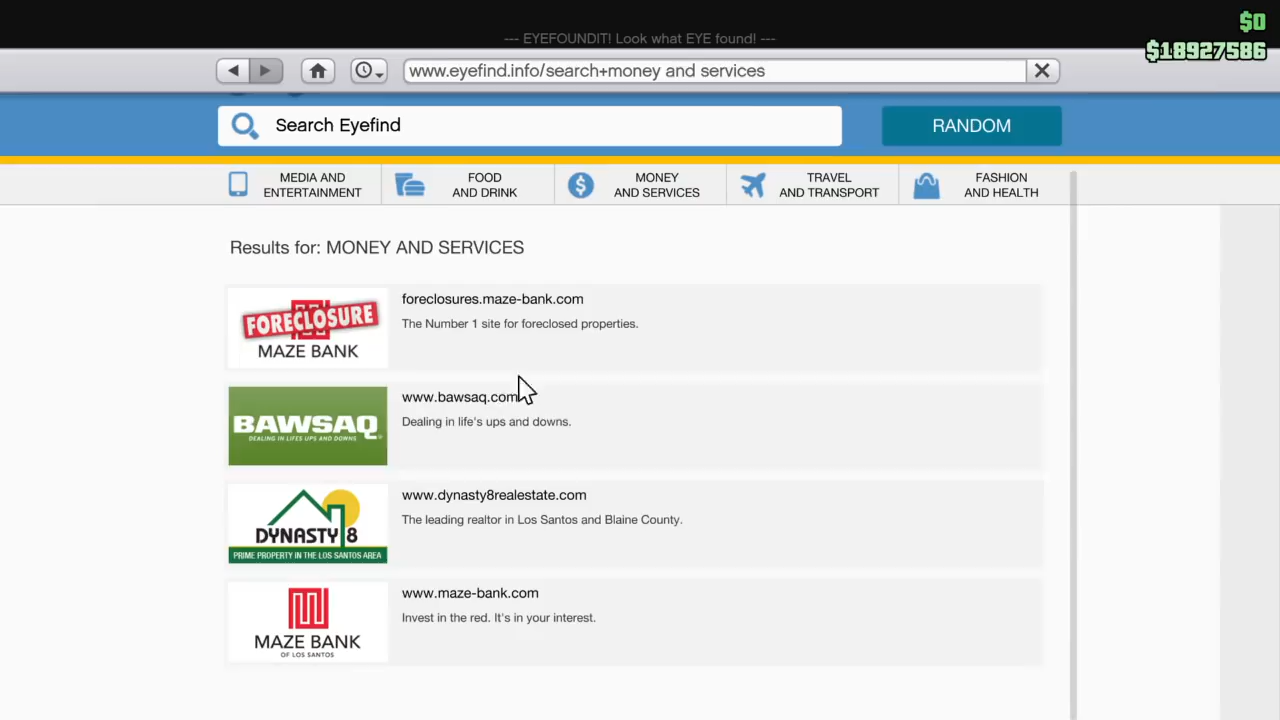 $0
--- EYEFOUNDIT! Look what EYE found! ---
$18927586
www.eyefind.info/search+money and services
Search Eyefind
RANDOM
MEDIA AND
ENTERTAINMENT
FOOD
AND DRINK
MONEY
AND SERVICES
TRAVEL
AND TRANSPORT
FASHION
AND HEALTH
Results for: MONEY AND SERVICES
FORECLOSURE
MAZE BANK
foreclosures.maze-bank.com
The Number 1 site for foreclosed properties.
BAWSAQ
DEALING IN LIFES UPS AND DOWNS
www.bawsaq.com
Dealing in life's ups and downs.
DYNASTY 8
PRIME PROPERTY IN THE LOS SANTOS AREA
www.dynasty8realestate.com
The leading realtor in Los Santos and Blaine County.
MAZE BANK
OF LOS SANTOS
www.maze-bank.com
Invest in the red. It's in your interest.